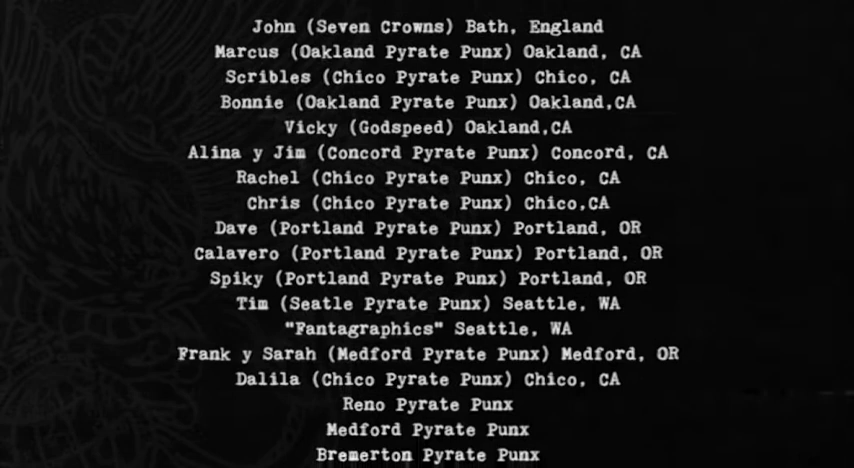 John (Seven Crowns) Bath, England
Marcus (Oakland Pyrate Punx) Oakland, CA
Scribles (Chico Pyrate Punx) Chico, CA
Bonnie (Oakland Pyrate Punx) Oakland,CA
Vicky (Godspeed) Oakland,CA
Alina y Jim (Concord Pyrate Punx) Concord, CA
Rachel (Chico Pyrate Punx) Chico, CA
Chris (Chico Pyrate Punx) Chico,CA
Dave (Portland Pyrate Punx) Portland, OR
Calavero (Portland Pyrate Punx) Portland, OR
Spiky (Portland Pyrate Punx) Portland, OR
Tim (Seatle Pyrate Punx) Seattle, WA
"Fantagraphics" Seattle, WA
Frank y Sarah (Medford Pyrate Punx) Medford, OR
Dalila (Chico Pyrate Punx) Chico, CA
Reno Pyrate Punx
Medford Pyrate Punx
Bremerton Pyrate Punx